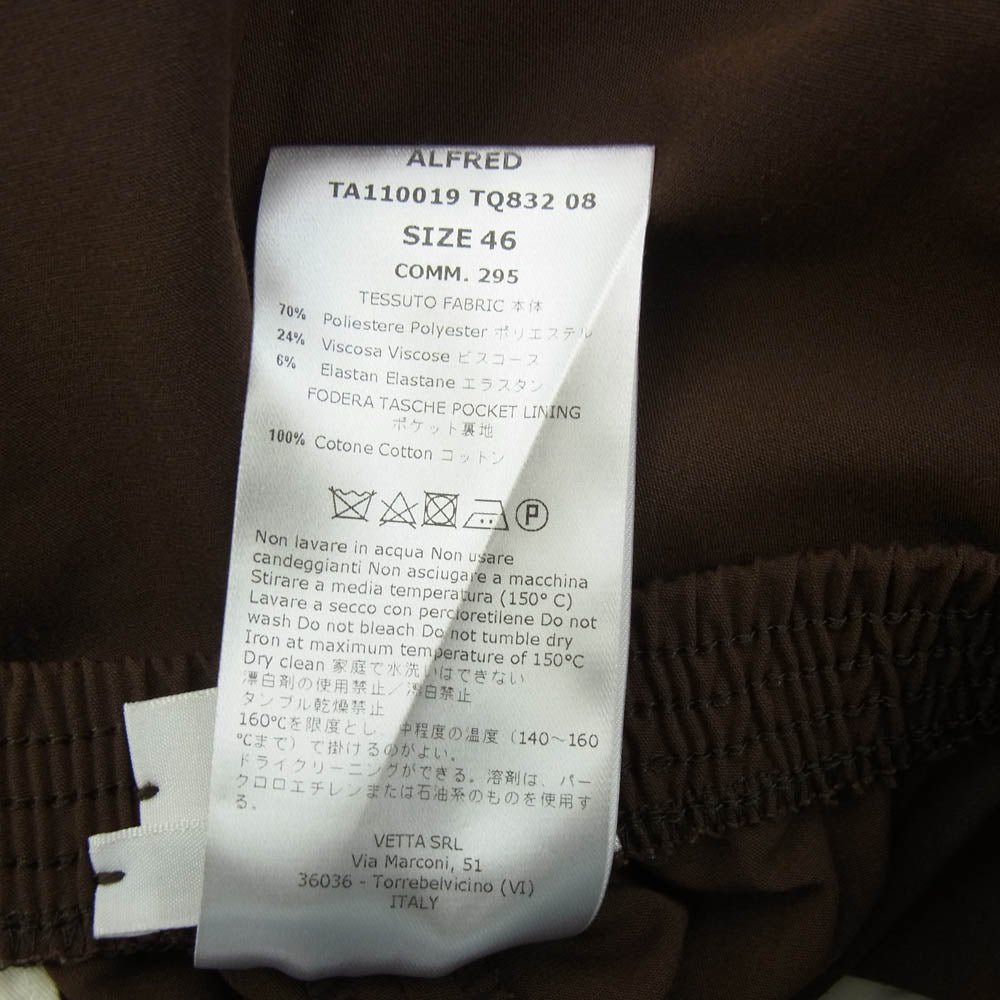 ALFRED
TA110019 TQ832 08
SIZE 46
COMM. 295
TESSUTO FABRIC 本体
70% Poliestere Polyester ポリエステル
24% Viscosa Viscose ビスコース
6% Elastan Elastane エラスタン
FODERA TASCHE POCKET LINING
ポケット裏地
100% Cotone Cotton コットン
P
Non lavare in acqua Non usare
candeggianti Non asciugare a macchina
Stirare a media temperatura (150° C)
Lavare a secco con percloretilene Do not
wash Do not bleach Do not tumble dry
Iron at maximum temperature of 150°C
Dry clean 家庭で水洗いはできない
漂白剤の使用禁止／漂白禁止
タンブル乾燥禁止
160℃を限度とし、中程度の温度（140～160
℃まで）で掛けるのがよい。
ドライクリーニングができる。溶剤は、パー
クロロエチレンまたは石油系のものを使用す
る。
VETTA SRL
Via Marconi, 51
36036 - Torrebelvicino (VI)
ITALY